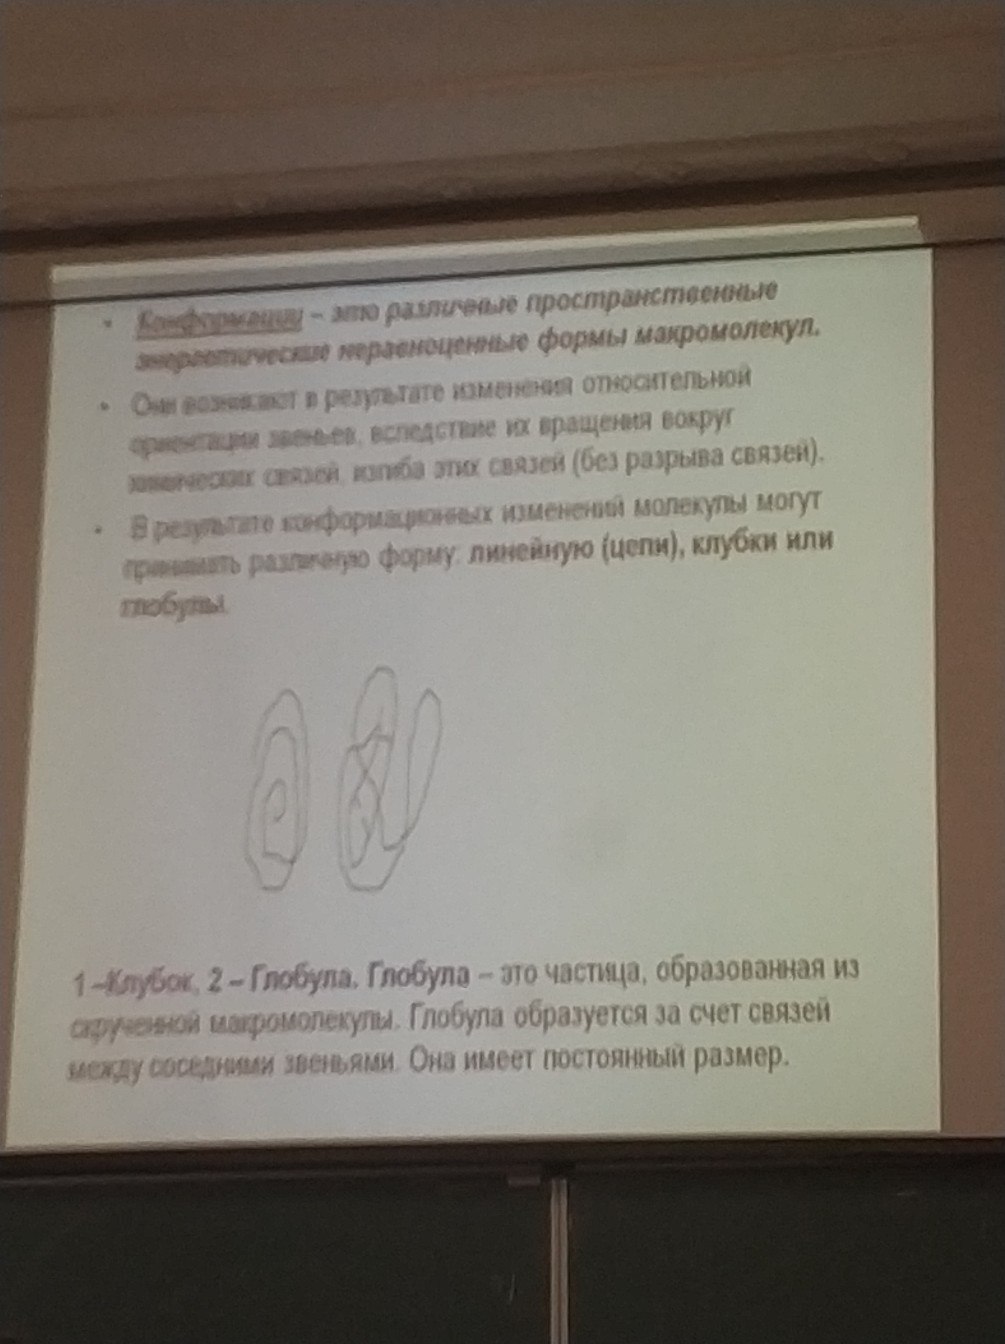 • Конформации – это различные пространственные
энергетические неравноценные формы макромолекул.
• Они возникают в результате изменения относительной
ориентации звеньев, вследствие их вращения вокруг
химических связей, изгиба этих связей (без разрыва связей).
• В результате конформационных изменений молекулы могут
принимать различную форму: линейную (цепи), клубки или
глобулы.
1 –Клубок, 2 – Глобула. Глобула – это частица, образованная из
скрученной макромолекулы. Глобула образуется за счет связей
между соседними звеньями. Она имеет постоянный размер.